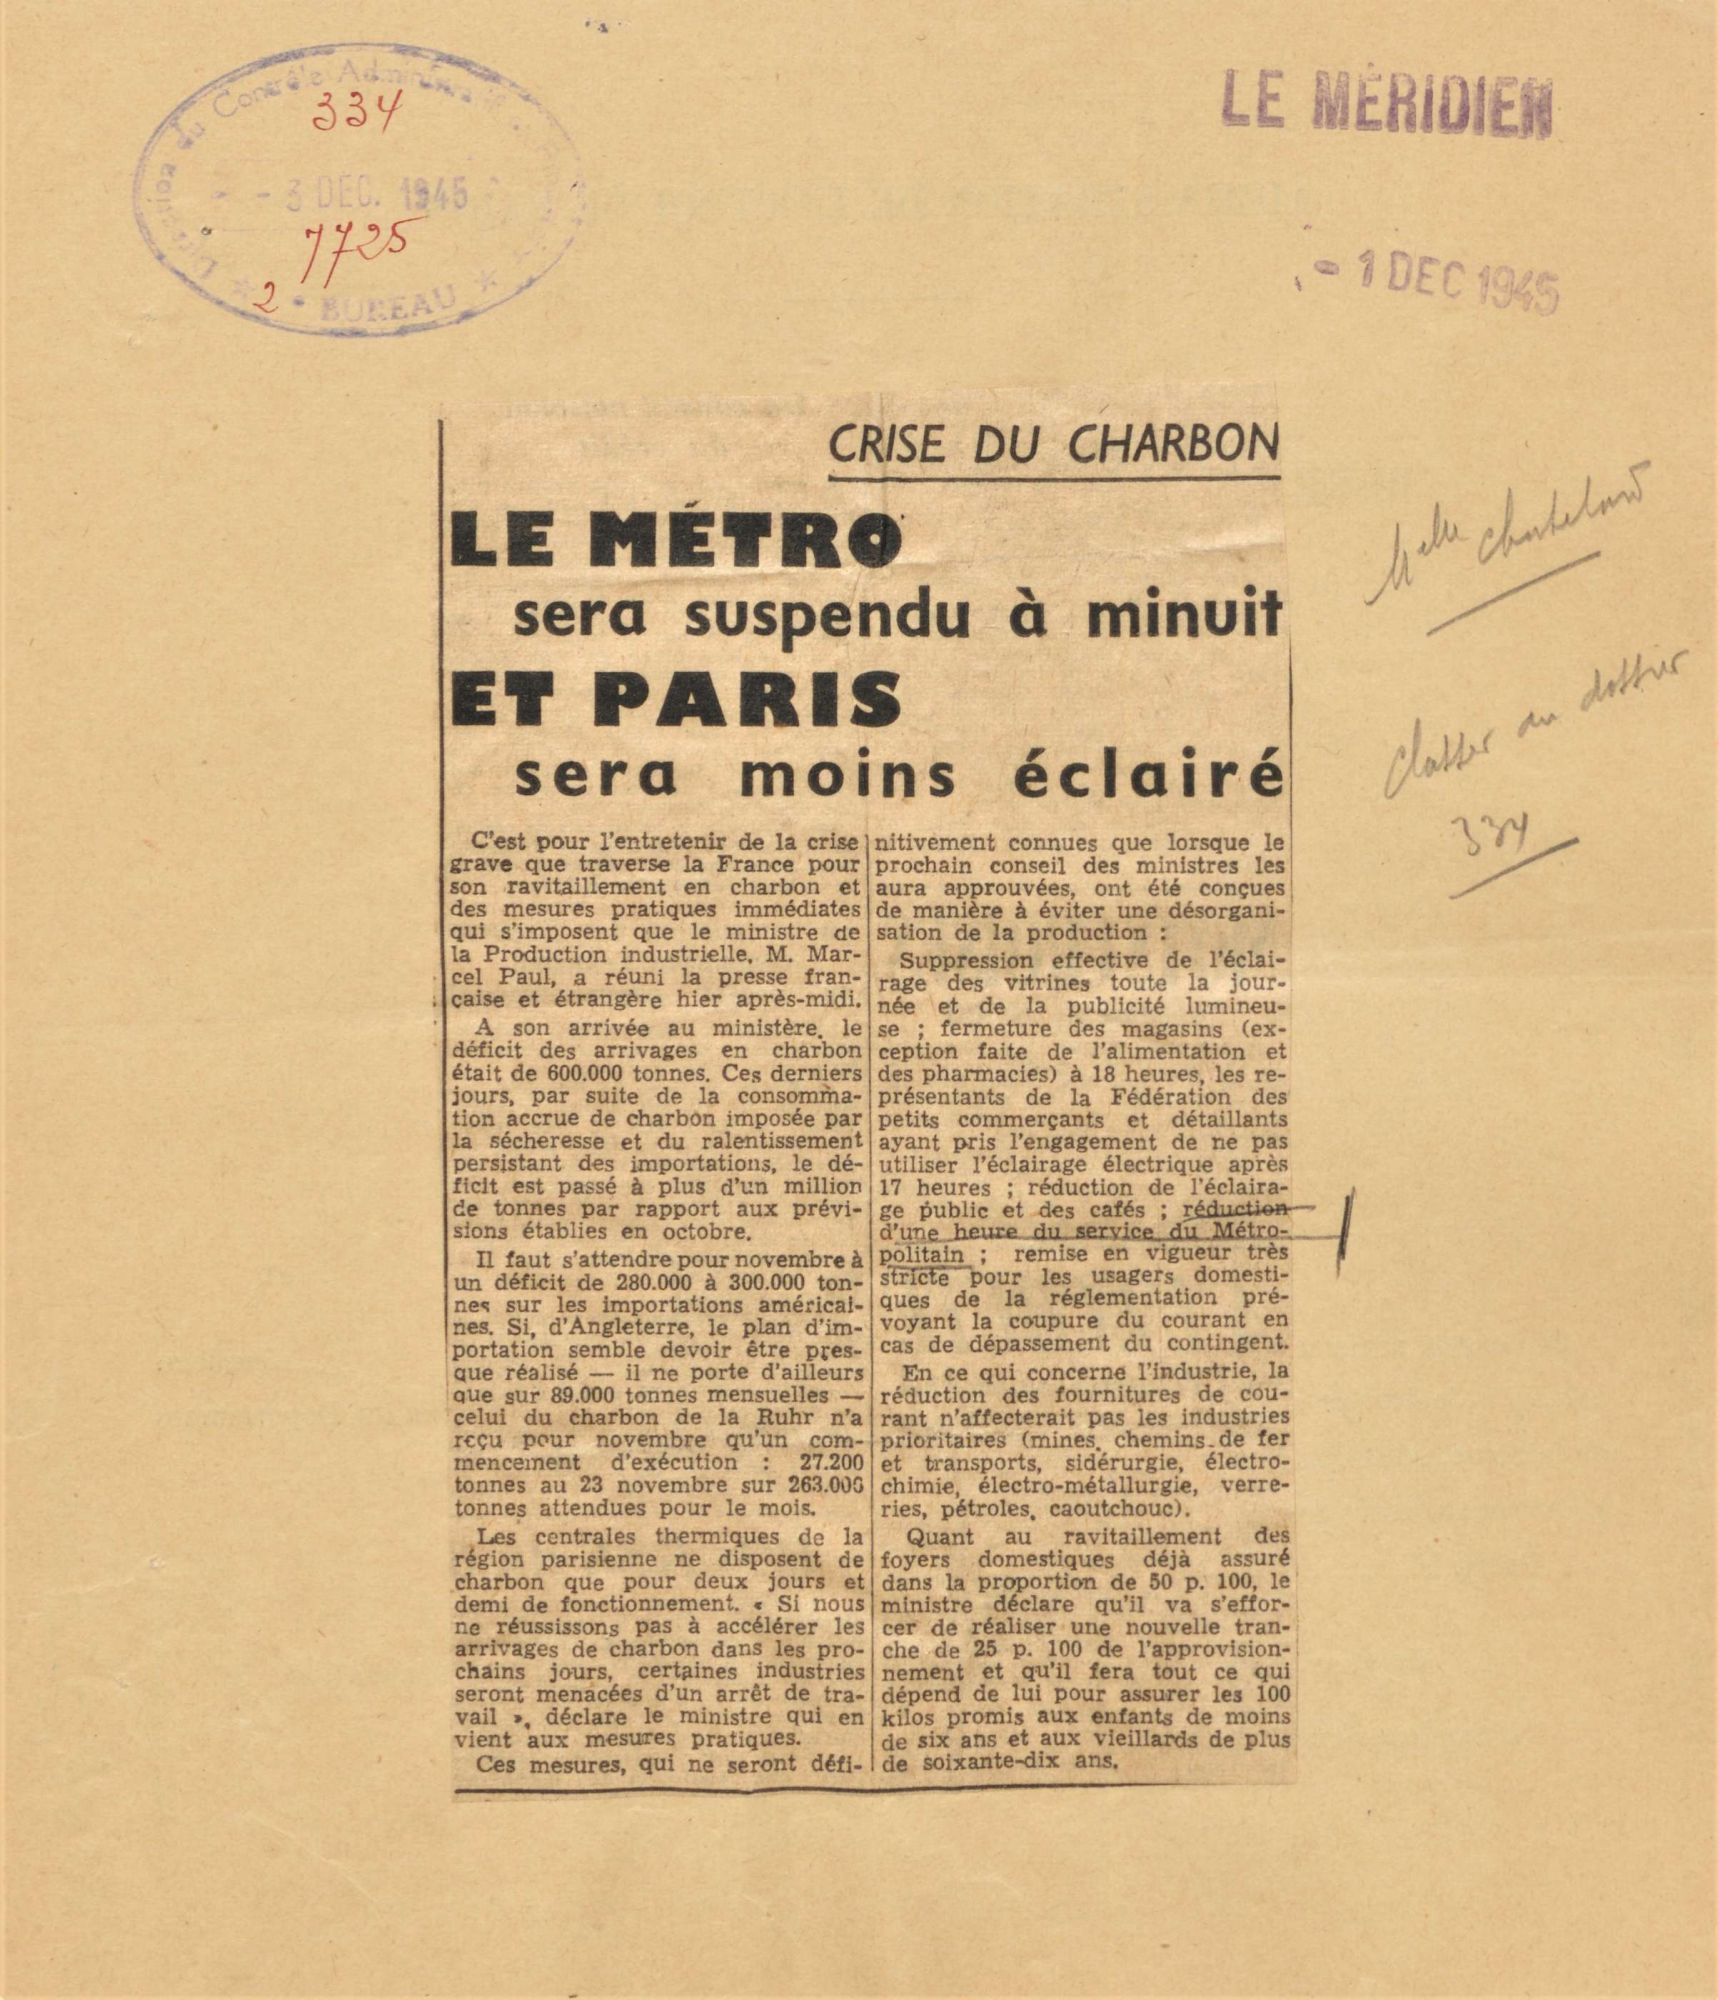 Direction du Contrôle Administratif
334
- 3 DEC. 1945
7725
2
BUREAU
LE MÉRIDIEN
- 1 DEC 1945
CRISE DU CHARBON
LE MÉTRO
sera suspendu à minuit
ET PARIS
sera moins éclairé
C'est pour l'entretenir de la crise
grave que traverse la France pour
son ravitaillement en charbon et
des mesures pratiques immédiates
qui s'imposent que le ministre de
la Production industrielle, M. Mar-
cel Paul, a réuni la presse fran-
çaise et étrangère hier après-midi.
A son arrivée au ministère, le
déficit des arrivages en charbon
était de 600.000 tonnes. Ces derniers
jours, par suite de la consomma-
tion accrue de charbon imposée par
la sécheresse et du ralentissement
persistant des importations, le dé-
ficit est passé à plus d'un million
de tonnes par rapport aux prévi-
sions établies en octobre.
Il faut s'attendre pour novembre à
un déficit de 280.000 à 300.000 ton-
nes sur les importations américai-
nes. Si, d'Angleterre, le plan d'im-
portation semble devoir être pres-
que réalisé — il ne porte d'ailleurs
que sur 89.000 tonnes mensuelles —
celui du charbon de la Ruhr n'a
reçu pour novembre qu'un com-
mencement d'exécution : 27.200
tonnes au 23 novembre sur 263.000
tonnes attendues pour le mois.
Les centrales thermiques de la
région parisienne ne disposent de
charbon que pour deux jours et
demi de fonctionnement. « Si nous
ne réussissons pas à accélérer les
arrivages de charbon dans les pro-
chains jours, certaines industries
seront menacées d'un arrêt de tra-
vail », déclare le ministre qui en
vient aux mesures pratiques.
Ces mesures, qui ne seront défi-
nitivement connues que lorsque le
prochain conseil des ministres les
aura approuvées, ont été conçues
de manière à éviter une désorgani-
sation de la production :
Suppression effective de l'éclai-
rage des vitrines toute la jour-
née et de la publicité lumineu-
se ; fermeture des magasins (ex-
ception faite de l'alimentation et
des pharmacies) à 18 heures, les re-
présentants de la Fédération des
petits commerçants et détaillants
ayant pris l'engagement de ne pas
utiliser l'éclairage électrique après
17 heures ; réduction de l'éclaira-
ge public et des cafés ; réduction
d'une heure du service du Métro-
politain ; remise en vigueur très
stricte pour les usagers domesti-
ques de la réglementation pré-
voyant la coupure du courant en
cas de dépassement du contingent.
En ce qui concerne l'industrie, la
réduction des fournitures de cou-
rant n'affecterait pas les industries
prioritaires (mines, chemins de fer
et transports, sidérurgie, électro-
chimie, électro-métallurgie, verre-
ries, pétroles, caoutchouc).
Quant au ravitaillement des
foyers domestiques déjà assuré
dans la proportion de 50 p. 100, le
ministre déclare qu'il va s'effor-
cer de réaliser une nouvelle tran-
che de 25 p. 100 de l'approvision-
nement et qu'il fera tout ce qui
dépend de lui pour assurer les 100
kilos promis aux enfants de moins
de six ans et aux vieillards de plus
de soixante-dix ans.
Melle Chatelard
classer au dossier
334